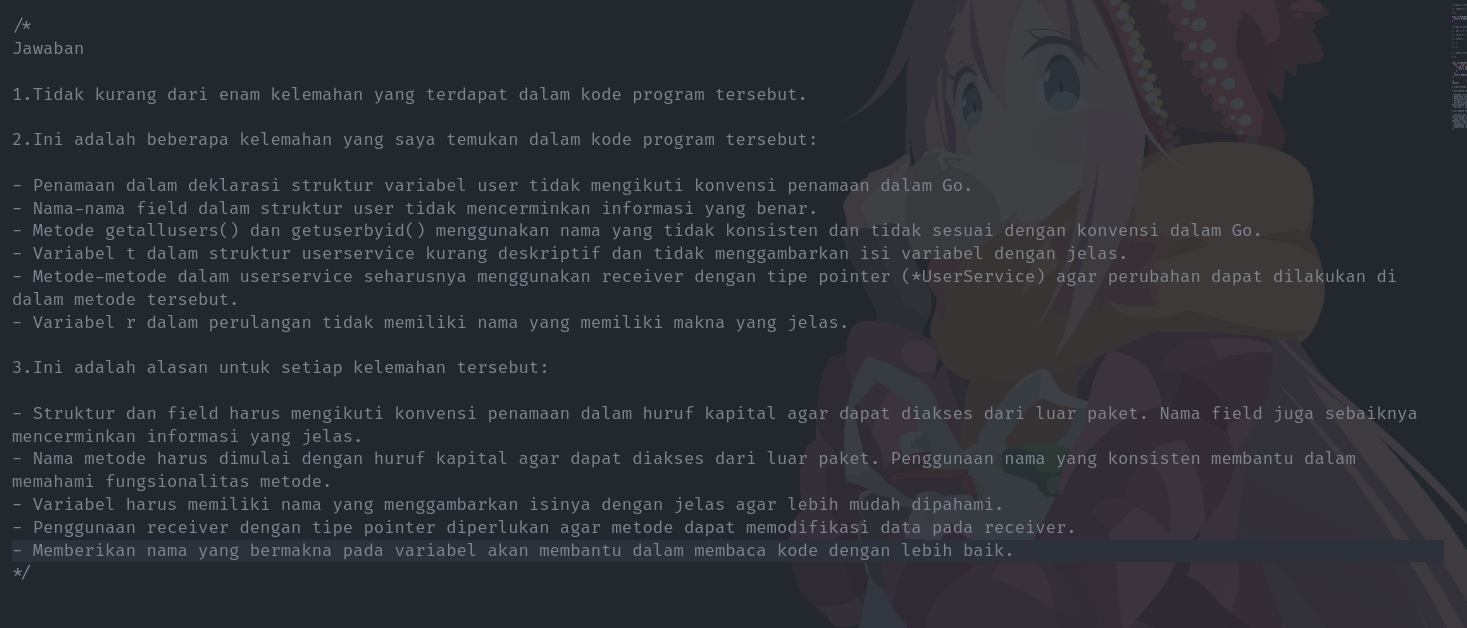 /*
Jawaban
1.Tidak kurang dari enam kelemahan yang terdapat dalam kode program tersebut.
2.Ini adalah beberapa kelemahan yang saya temukan dalam kode program tersebut:
- Penamaan dalam deklarasi struktur variabel user tidak mengikuti konvensi penamaan dalam Go.
- Nama-nama field dalam struktur user tidak mencerminkan informasi yang benar.
- Metode getallusers() dan getuserbyid() menggunakan nama yang tidak konsisten dan tidak sesuai dengan konvensi dalam Go.
- Variabel t dalam struktur userservice kurang deskriptif dan tidak menggambarkan isi variabel dengan jelas.
- Metode-metode dalam userservice seharusnya menggunakan receiver dengan tipe pointer (*UserService) agar perubahan dapat dilakukan di
dalam metode tersebut.
- Variabel r dalam perulangan tidak memiliki nama yang memiliki makna yang jelas.
3.Ini adalah alasan untuk setiap kelemahan tersebut:
- Struktur dan field harus mengikuti konvensi penamaan dalam huruf kapital agar dapat diakses dari luar paket. Nama field juga sebaiknya
mencerminkan informasi yang jelas.
- Nama metode harus dimulai dengan huruf kapital agar dapat diakses dari luar paket. Penggunaan nama yang konsisten membantu dalam
memahami fungsionalitas metode.
- Variabel harus memiliki nama yang menggambarkan isinya dengan jelas agar lebih mudah dipahami.
- Penggunaan receiver dengan tipe pointer diperlukan agar metode dapat memodifikasi data pada receiver.
- Memberikan nama yang bermakna pada variabel akan membantu dalam membaca kode dengan lebih baik.
*/